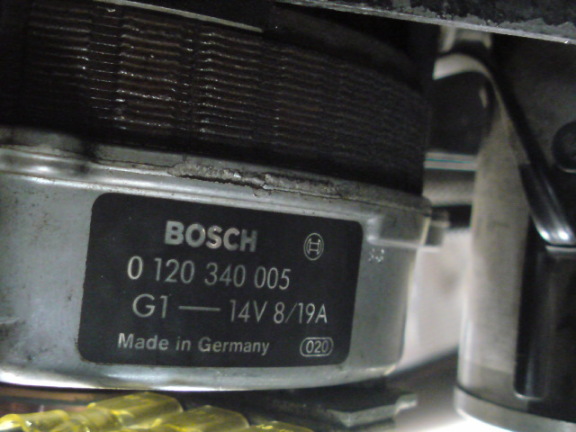 BOSCH
0 120 340 005
G1 — 14V 8/19A
Made in Germany 020